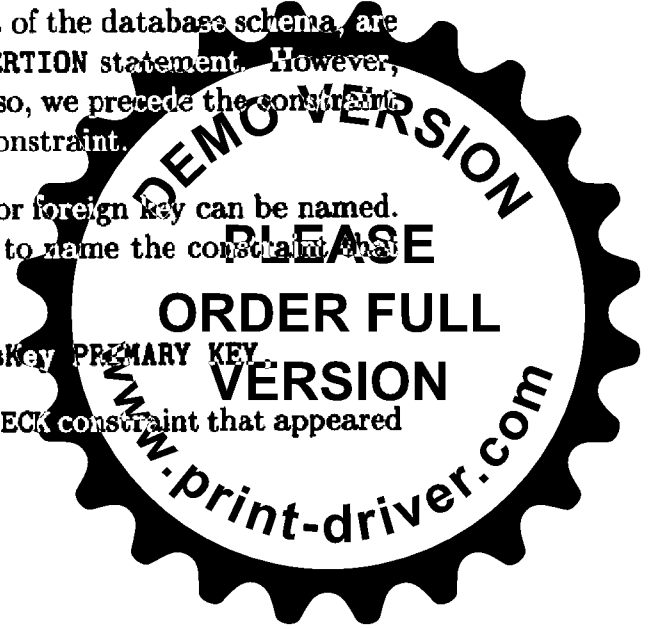 of the database schema, are
ERTION statement. However,
so, we precede the constraint
onstraint.
or foreign key can be named.
to name the constraint that
sKey PRIMARY KEY.
ECK constraint that appeared
DEMO VERSION
PLEASE
ORDER FULL
VERSION
www.print-driver.com